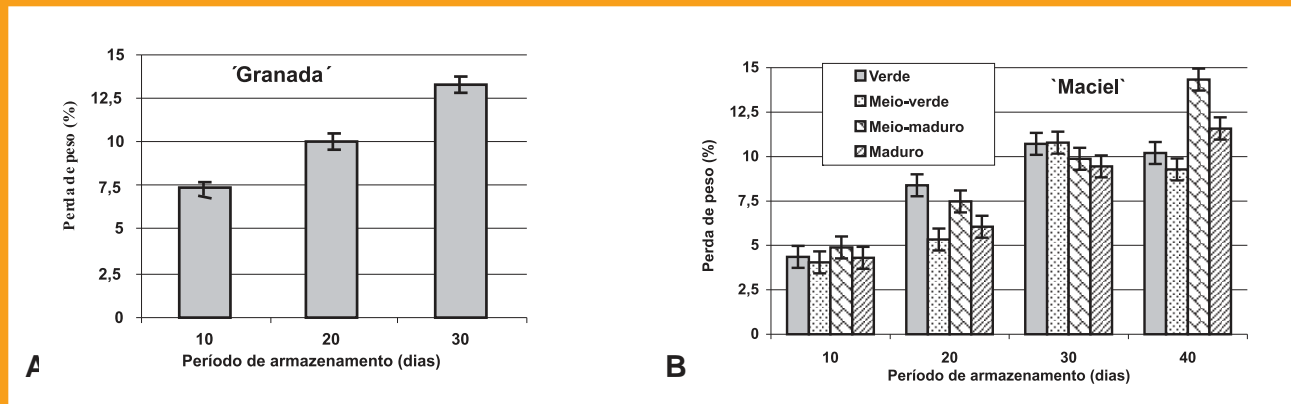 ´Granada´
Perda de peso (%)
15
12,5
10
7,5
5
2,5
0
10 20 30
Período de armazenamento (dias)
A
`Maciel`
Verde
Meio-verde
Meio-maduro
Maduro
Perda de peso (%)
15
12,5
10
7,5
5
2,5
0
10 20 30 40
Período de armazenamento (dias)
B